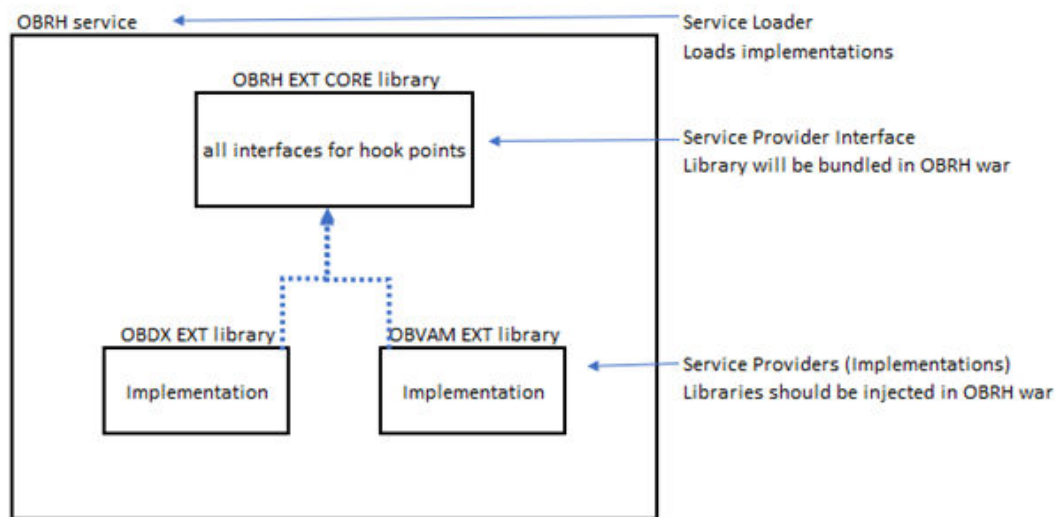 OBRH service
Service Loader
Loads implementations
OBRH EXT CORE library
all interfaces for hook points
Service Provider Interface
Library will be bundled in OBRH war
OBDX EXT library
OBVAM EXT library
Implementation
Implementation
Service Providers (Implementations)
Libraries should be injected in OBRH war